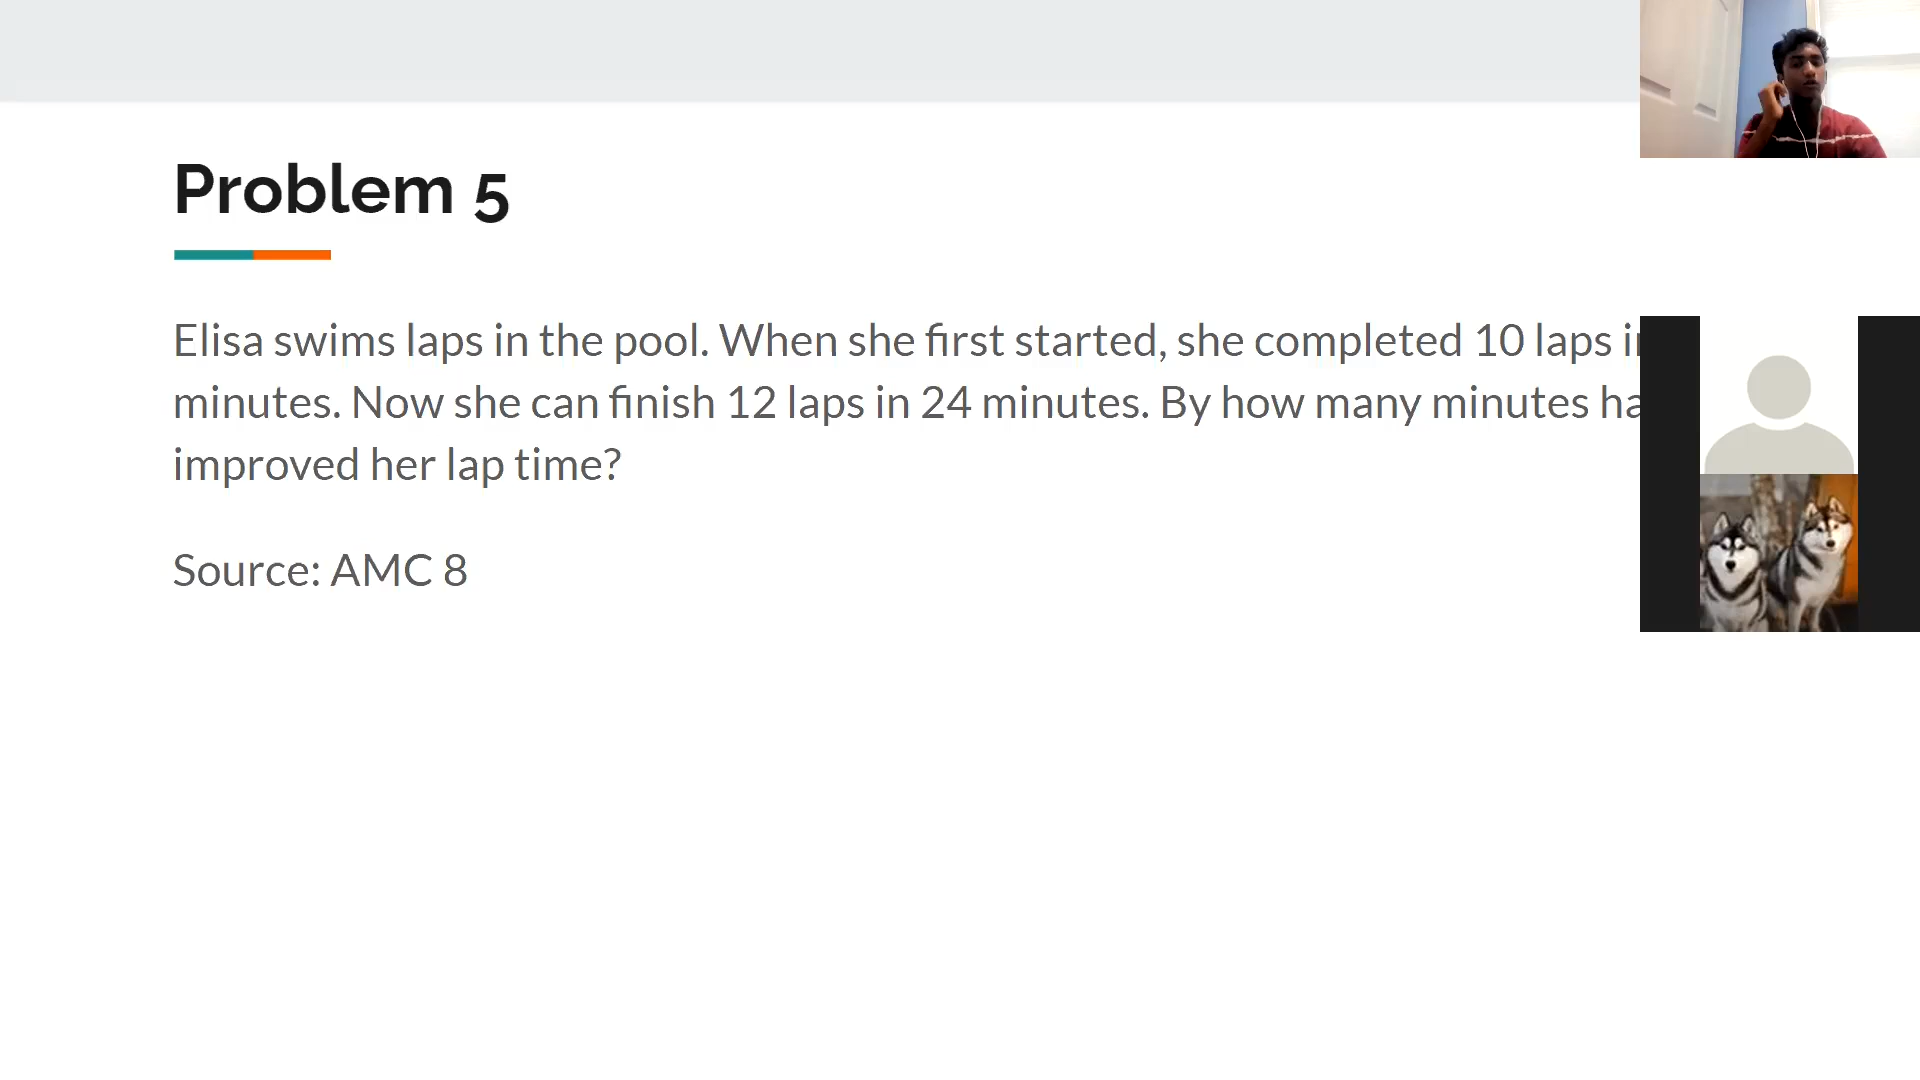 Problem 5
Elisa swims laps in the pool. When she first started, she completed 10 laps
minutes. Now she can finish 12 laps in 24 minutes. By how many minutes
improved her lap time?
Source: AMC 8